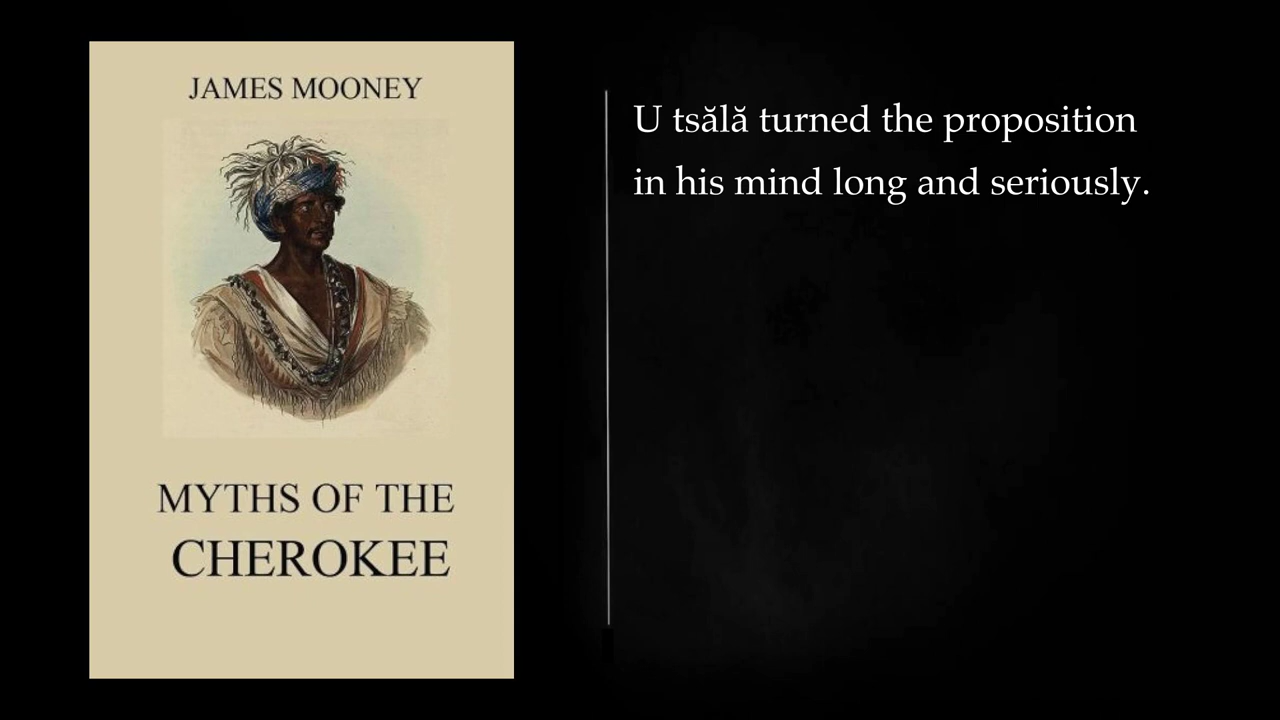 JAMES MOONEY
MYTHS OF THE
CHEROKEE
U tsălă turned the proposition
in his mind long and seriously.